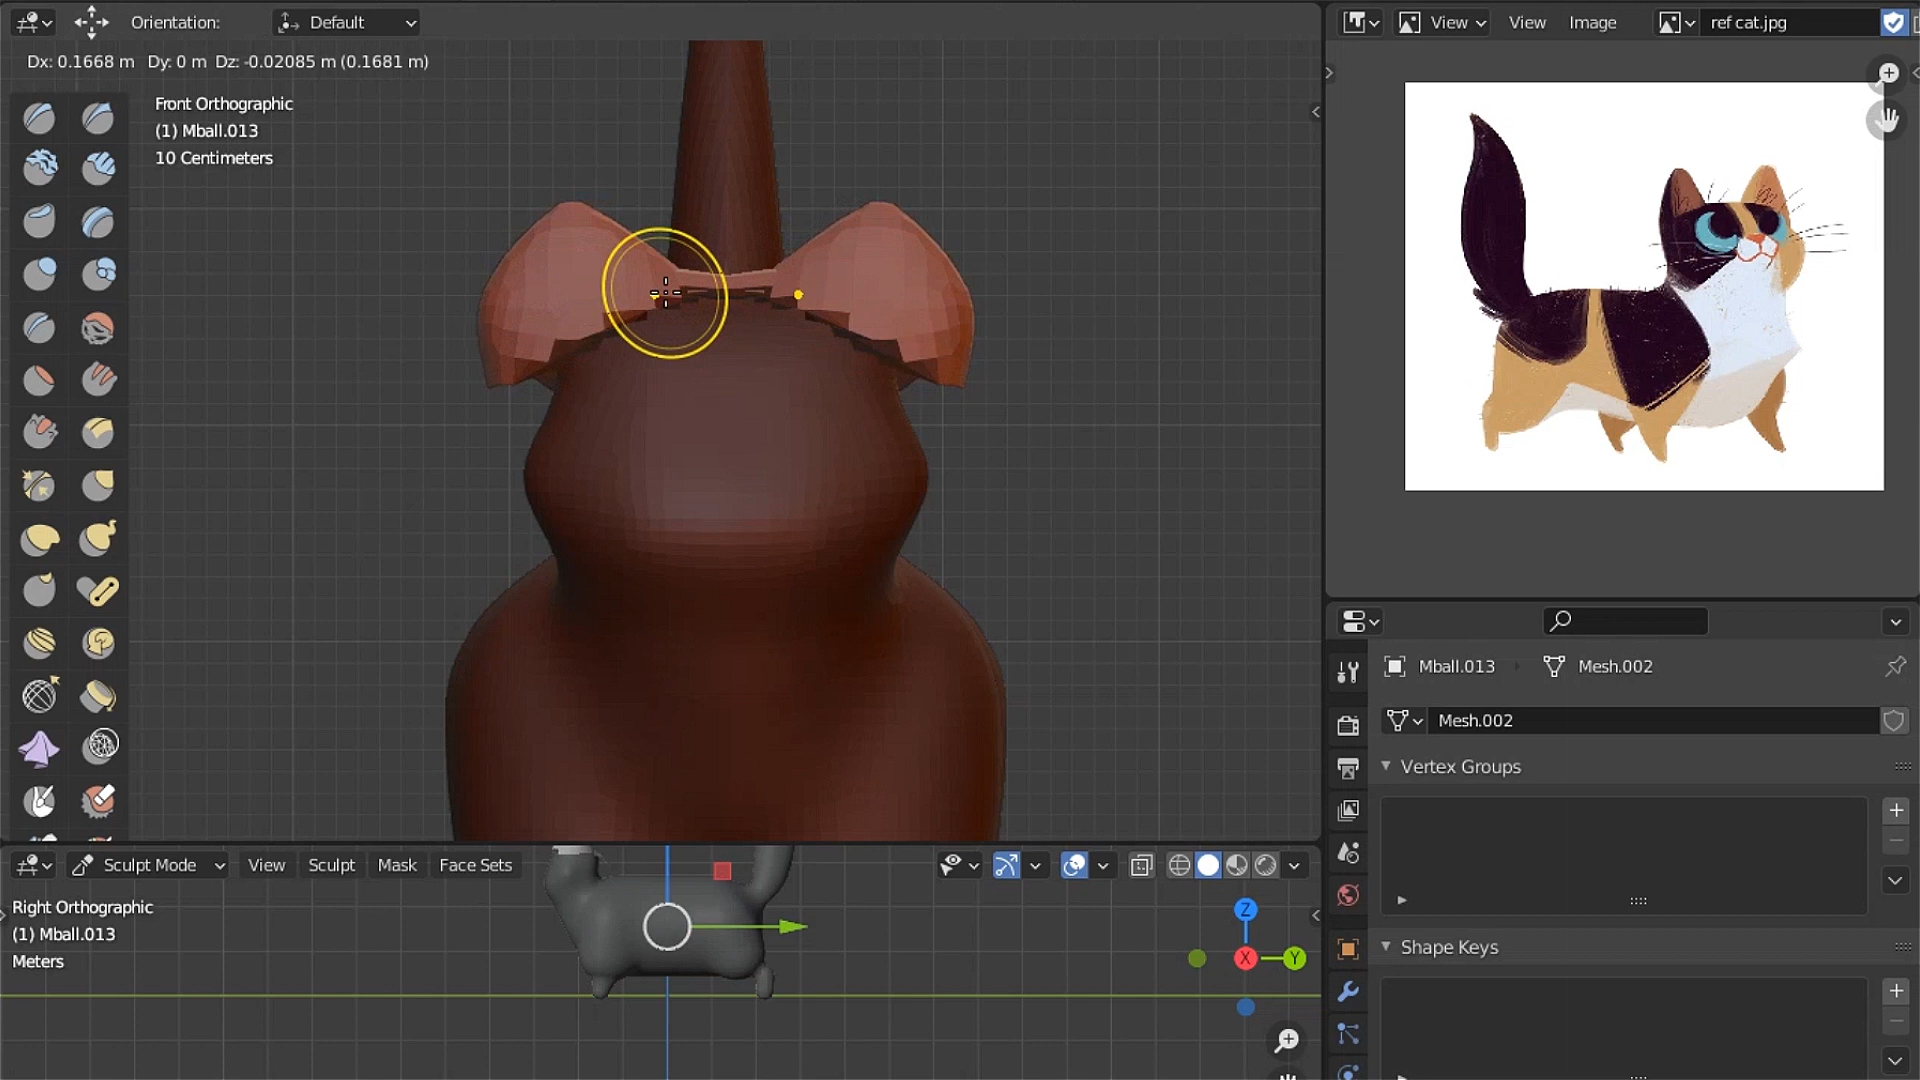 Orientation: Default
Dx: 0.1668 m Dy: 0 m Dz: -0.02085 m (0.1681 m)
Front Orthographic
(1) Mball.013
10 Centimeters
View View Image ref cat.jpg
Mball.013 Mesh.002
Mesh.002
Vertex Groups
Shape Keys
Sculpt Mode View Sculpt Mask Face Sets
Right Orthographic
(1) Mball.013
Meters
Z
X Y